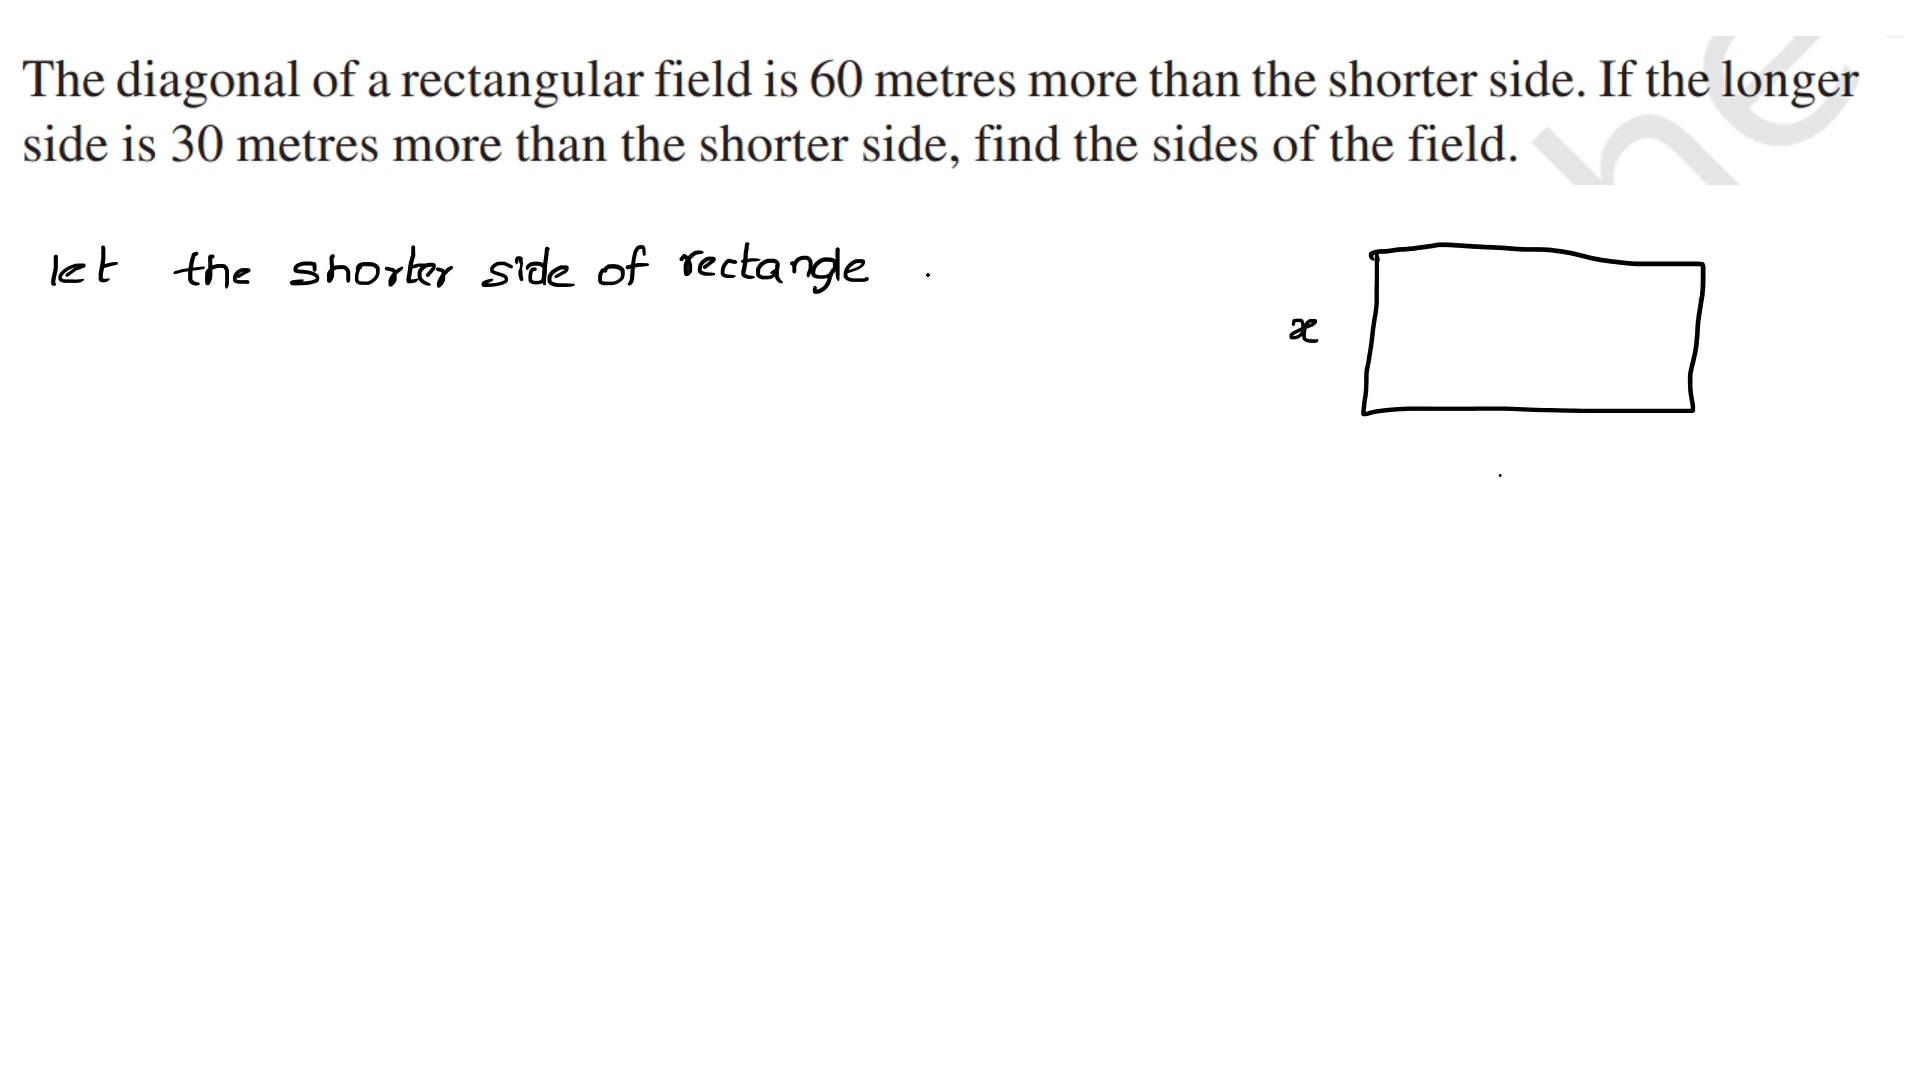 The diagonal of a rectangular field is 60 metres more than the shorter side. If the longer
side is 30 metres more than the shorter side, find the sides of the field.
let the shorter side of rectangle .
x